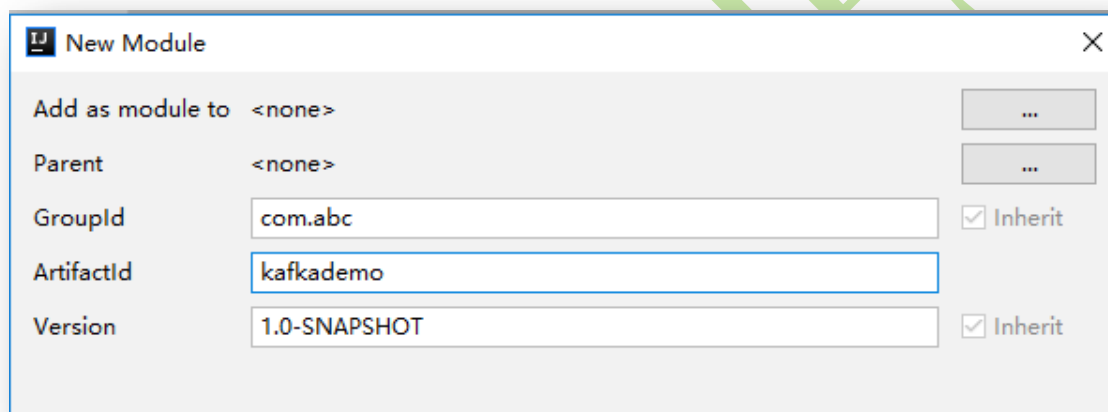 IJ New Module
Add as module to <none> ...
Parent <none> ...
GroupId com.abc Inherit
ArtifactId kafkademo
Version 1.0-SNAPSHOT Inherit